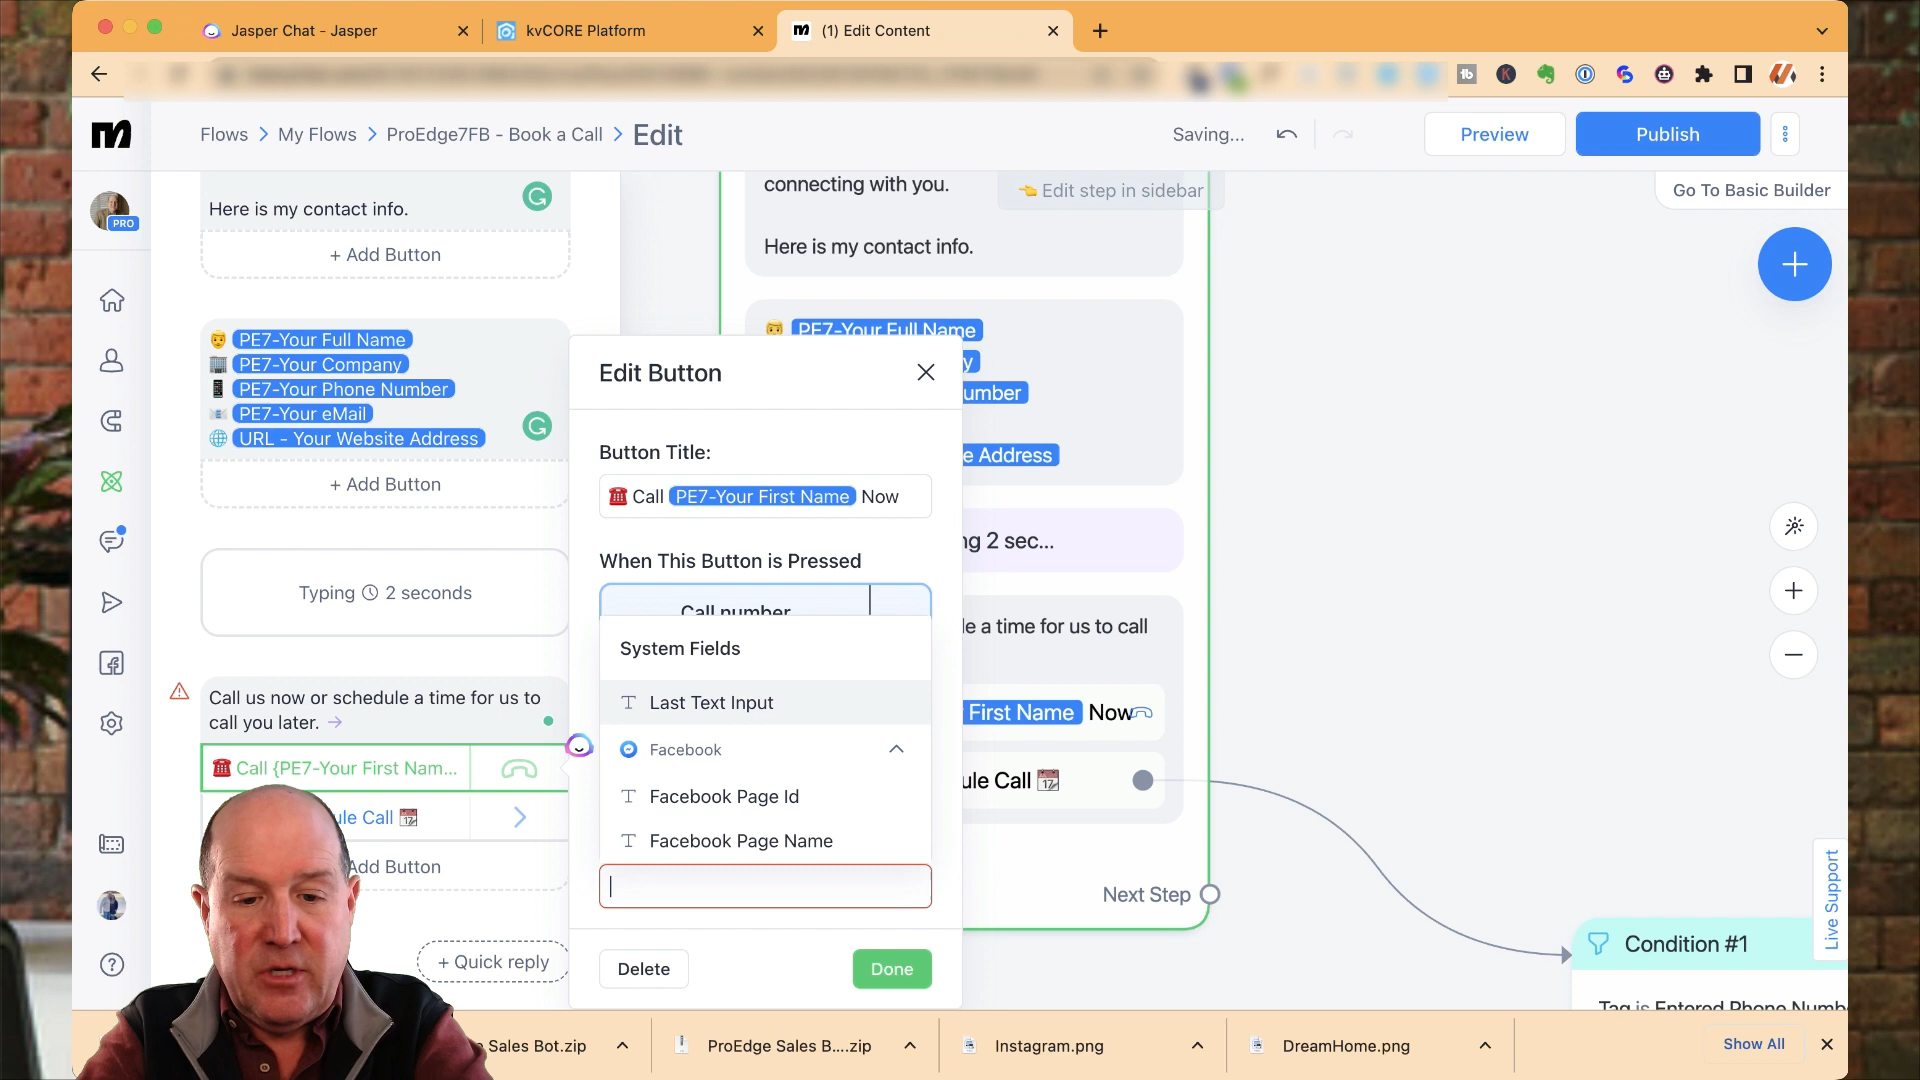 Jasper Chat - Jasper
kvCORE Platform
(1) Edit Content
Flows > My Flows > ProEdge7FB - Book a Call > Edit
Saving...
Preview
Publish
PRO
Here is my contact info.
+ Add Button
connecting with you.
👈 Edit step in sidebar
Here is my contact info.
Go To Basic Builder
PE7-Your Full Name
PE7-Your Company
PE7-Your Phone Number
PE7-Your eMail
URL - Your Website Address
+ Add Button
Typing 2 seconds
Call us now or schedule a time for us to
call you later. →
☎️ Call {PE7-Your First Nam...
ule Call 📆
Add Button
+ Quick reply
Edit Button
Button Title:
☎️ Call PE7-Your First Name Now
When This Button is Pressed
Call number
System Fields
Last Text Input
Facebook
Facebook Page Id
Facebook Page Name
Delete
Done
PE7-Your Full Name
y
umber
e Address
ng 2 sec...
le a time for us to call
First Name Now
ule Call 📆
Next Step
Condition #1
Tag is Entered Phone Numb
Live Support
e Sales Bot.zip
ProEdge Sales B....zip
Instagram.png
DreamHome.png
Show All